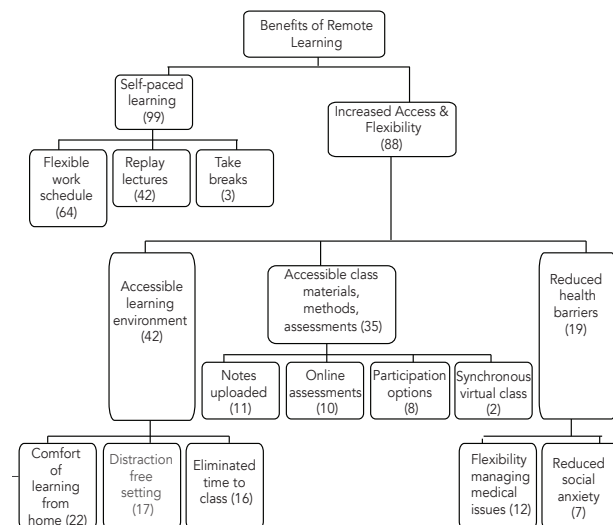 Benefits of Remote
Learning
Self-paced
learning
(99)
Increased Access &
Flexibility
(88)
Flexible
work
schedule
(64)
Replay
lectures
(42)
Take
breaks
(3)
Accessible
learning
environment
(42)
Accessible class
materials,
methods,
assessments (35)
Reduced
health
barriers
(19)
Notes
uploaded
(11)
Online
assessments
(10)
Participation
options
(8)
Synchronous
virtual class
(2)
Comfort
of
learning
from
home (22)
Distraction
free
setting
(17)
Eliminated
time to
class (16)
Flexibility
managing
medical
issues (12)
Reduced
social
anxiety
(7)